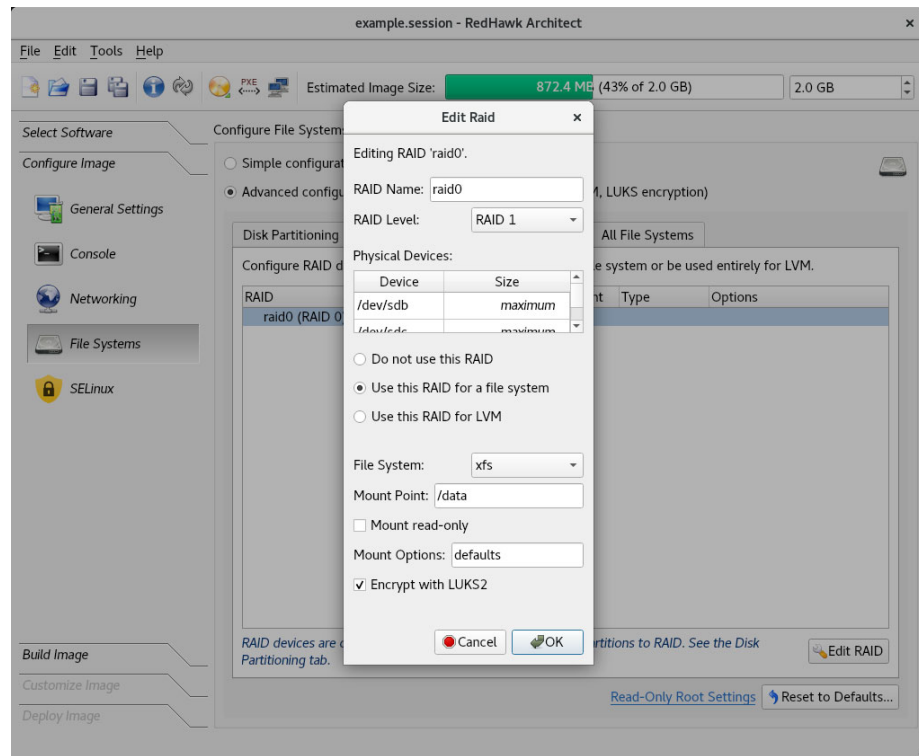 example.session - RedHawk Architect
File Edit Tools Help
PXE
Estimated Image Size:
872.4 MB (43% of 2.0 GB)
2.0 GB
Select Software
Configure Image
General Settings
Console
Networking
File Systems
SELinux
Build Image
Customize Image
Deploy Image
Configure File System
Simple configurat
Advanced configu
, LUKS encryption)
Disk Partitioning
All File Systems
Configure RAID d
e system or be used entirely for LVM.
RAID
nt Type Options
raid0 (RAID 0
RAID devices are
rtitions to RAID. See the Disk
Partitioning tab.
Edit RAID
Read-Only Root Settings
Reset to Defaults...
Edit Raid
Editing RAID 'raid0'.
RAID Name: raid0
RAID Level: RAID 1
Physical Devices:
Device Size
/dev/sdb maximum
/dev/sdc maximum
Do not use this RAID
Use this RAID for a file system
Use this RAID for LVM
File System: xfs
Mount Point: /data
Mount read-only
Mount Options: defaults
Encrypt with LUKS2
Cancel
OK